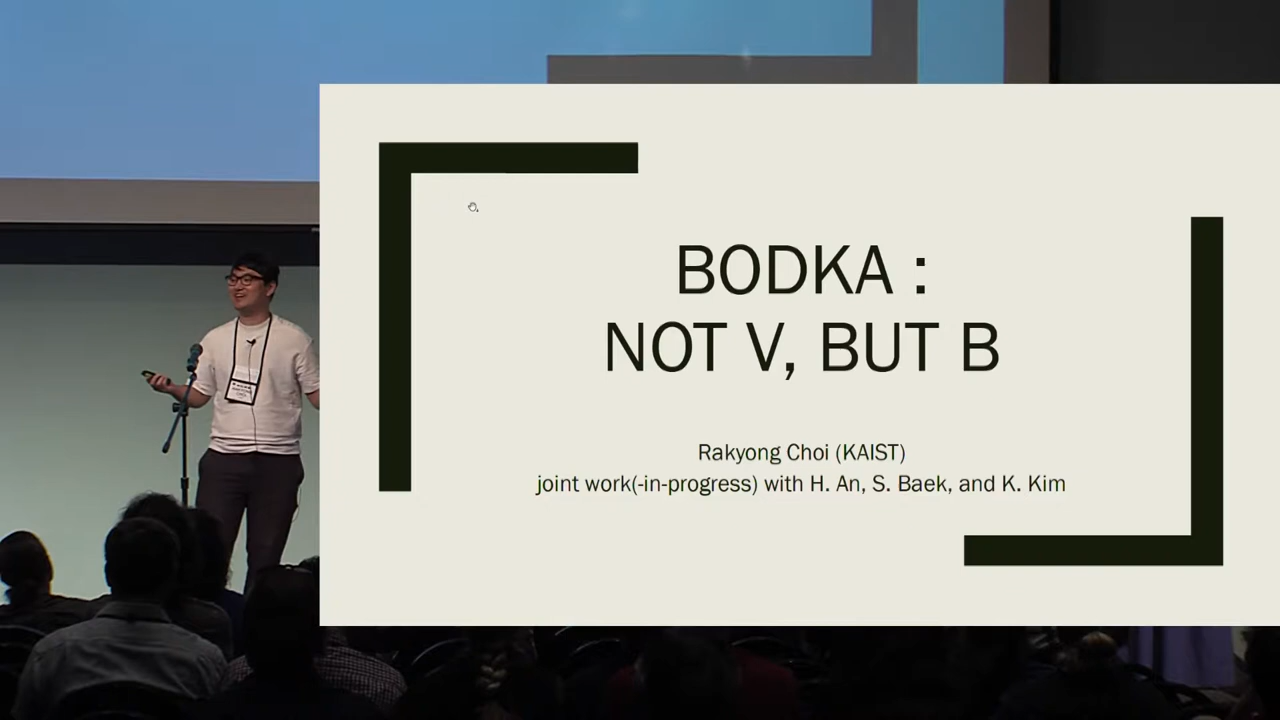 BODKA :
NOT V, BUT B
Rakyong Choi (KAIST)
joint work(-in-progress) with H. An, S. Baek, and K. Kim